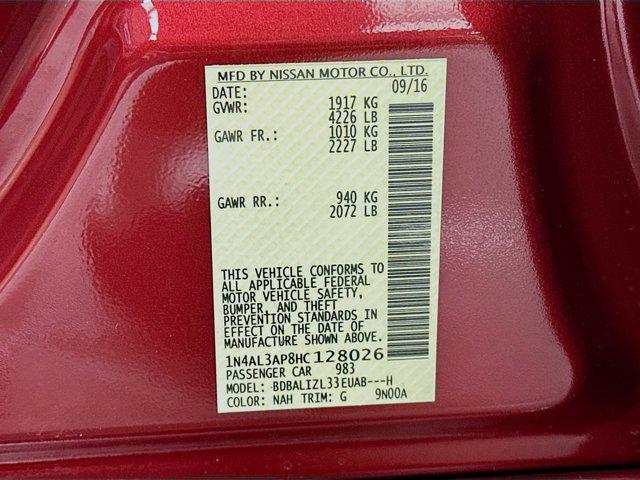 MFD BY NISSAN MOTOR CO., LTD.
DATE: 09/16
GVWR: 1917 KG
4226 LB
GAWR FR.: 1010 KG
2227 LB
GAWR RR.: 940 KG
2072 LB
THIS VEHICLE CONFORMS TO
ALL APPLICABLE FEDERAL
MOTOR VEHICLE SAFETY,
BUMPER, AND THEFT
PREVENTION STANDARDS IN
EFFECT ON THE DATE OF
MANUFACTURE SHOWN ABOVE.
1N4AL3AP8HC128026
PASSENGER CAR 983
MODEL: BDBALIZL33EUAB---H
COLOR: NAH TRIM: G 9N00A